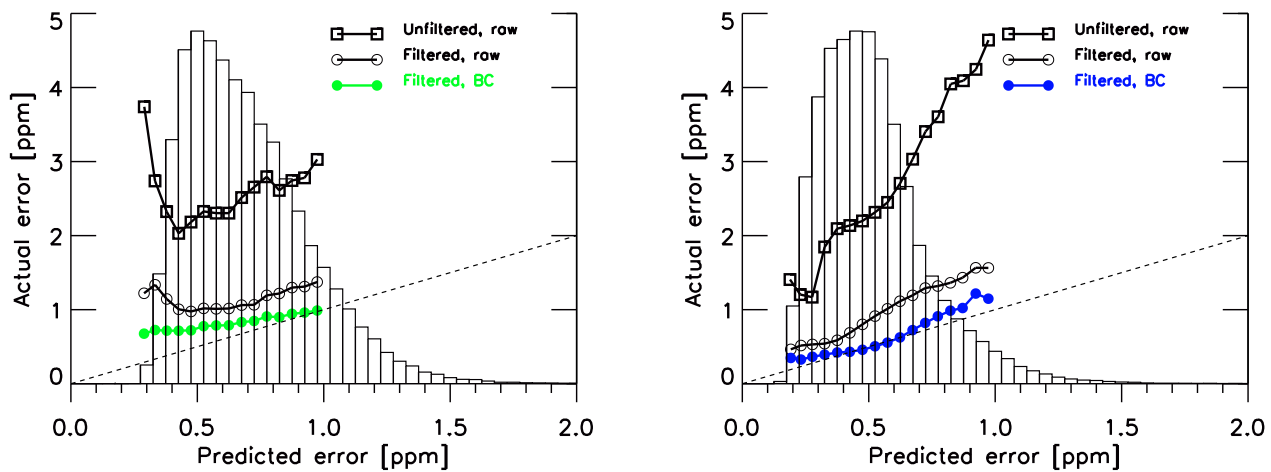 5
4
3
2
1
0
Actual error [ppm]
Unfiltered, raw
Filtered, raw
Filtered, BC
0.0 0.5 1.0 1.5 2.0
Predicted error [ppm]
5
4
3
2
1
0
Actual error [ppm]
Unfiltered, raw
Filtered, raw
Filtered, BC
0.0 0.5 1.0 1.5 2.0
Predicted error [ppm]